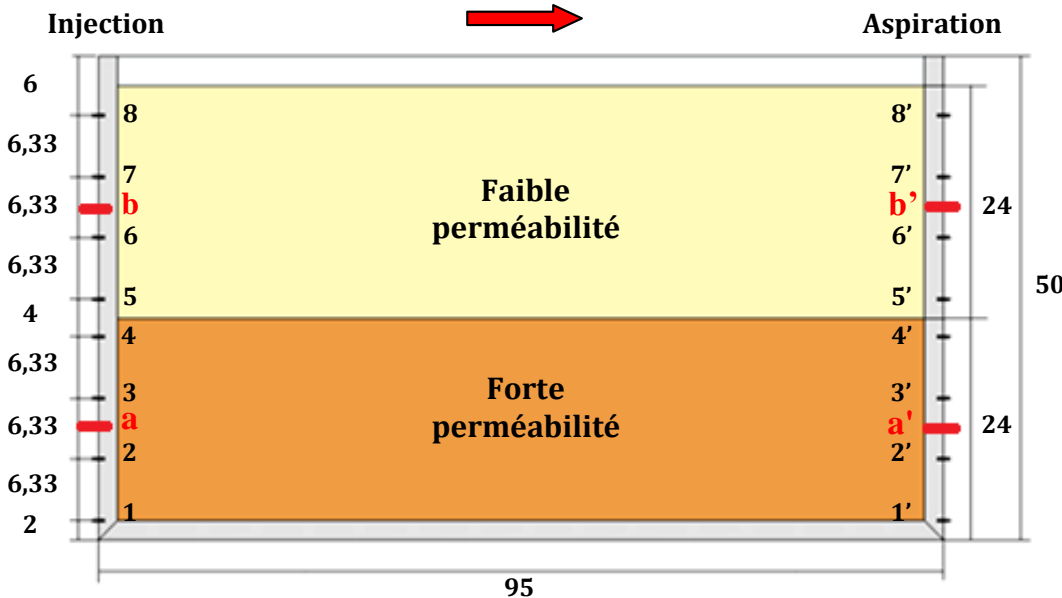 Injection
Aspiration
6
8
8’
6,33
7
7’
6,33
b
b’
24
6
6’
6,33
50
5
5’
4
4
4’
6,33
Faible
perméabilité
3
3’
Forte
perméabilité
6,33
a
a'
24
2
2’
6,33
1
1’
2
95